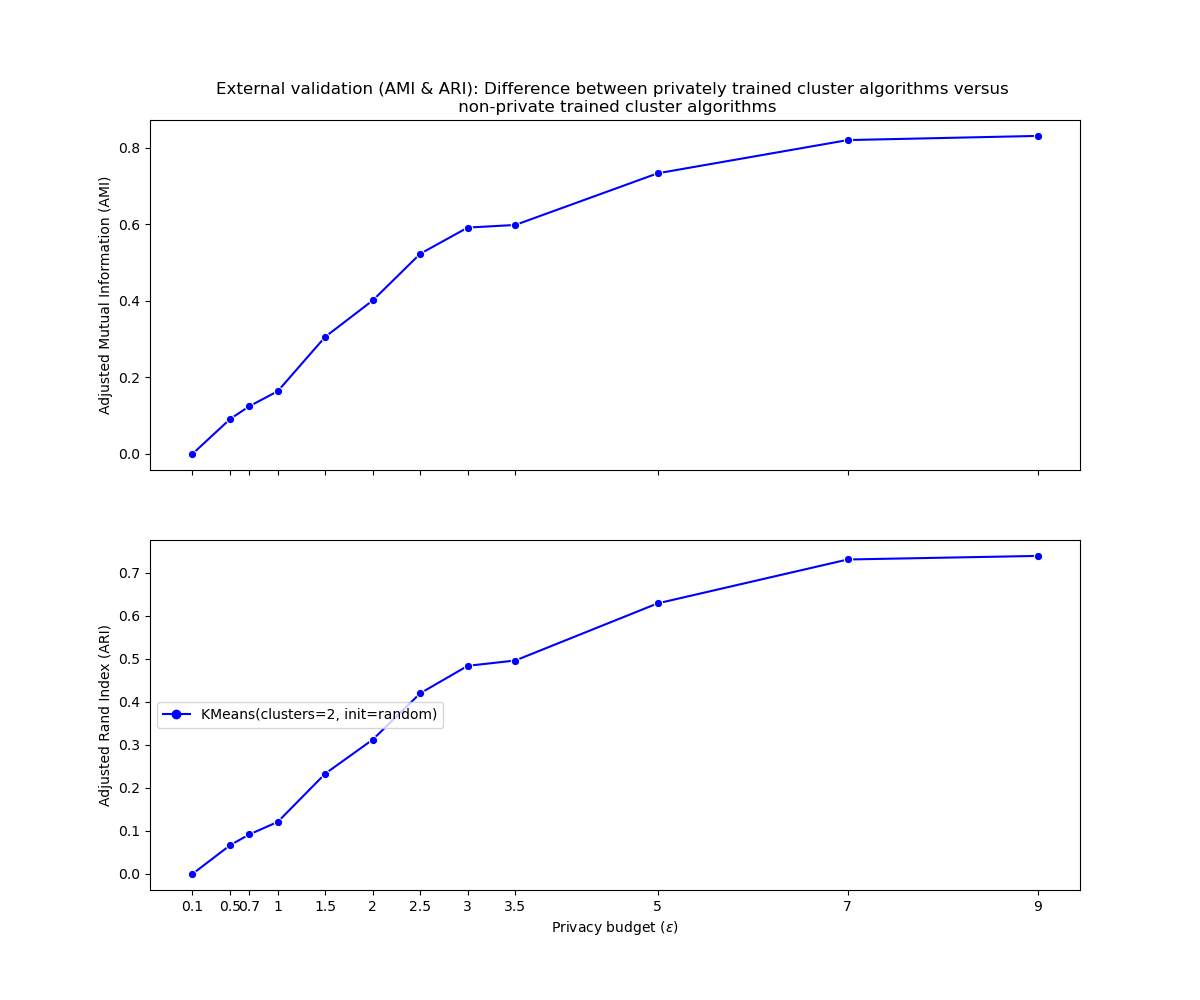 External validation (AMI & ARI): Difference between privately trained cluster algorithms versus
non-private trained cluster algorithms
Adjusted Mutual Information (AMI)
0.8
0.6
0.4
0.2
0.0
Adjusted Rand Index (ARI)
0.7
0.6
0.5
0.4
0.3
0.2
0.1
0.0
KMeans(clusters=2, init=random)
0.1 0.5 0.7 1 1.5 2 2.5 3 3.5 5 7 9
Privacy budget (ε)